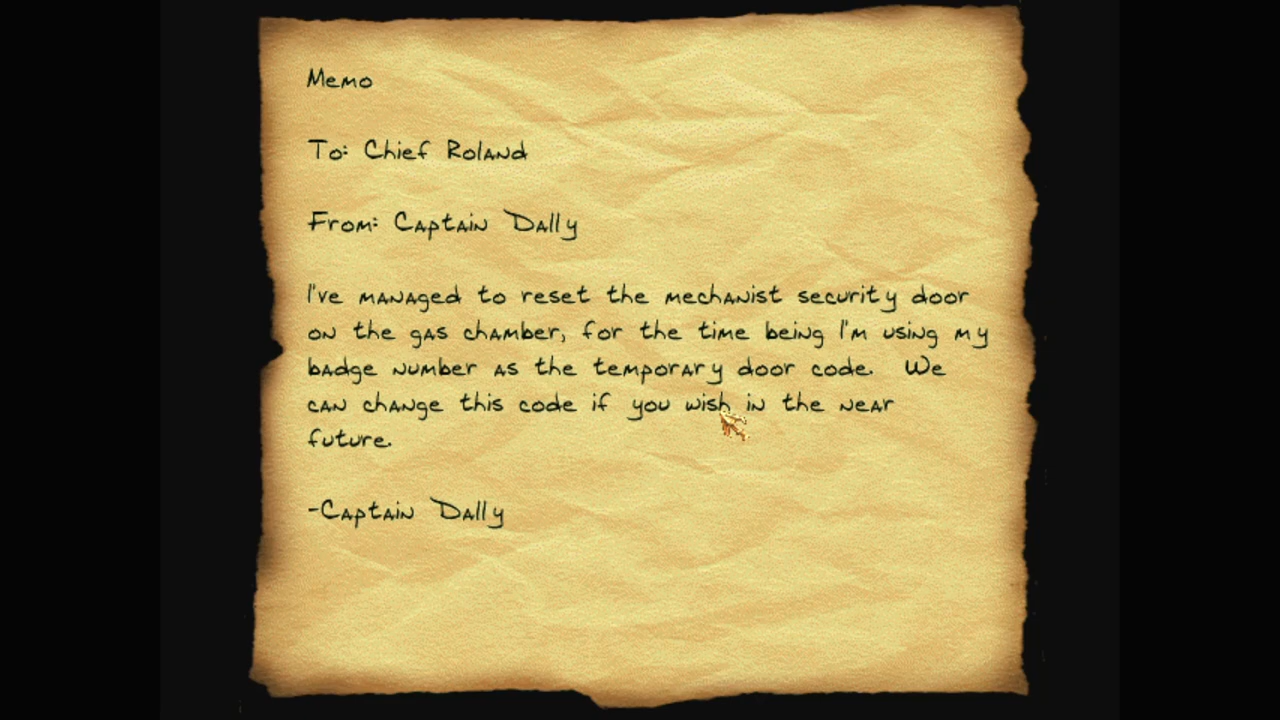 Memo
To: Chief Roland
From: Captain Dally
I've managed to reset the mechanist security door
on the gas chamber, for the time being I'm using my
badge number as the temporary door code.  We
can change this code if you wish in the near
future.
-Captain Dally